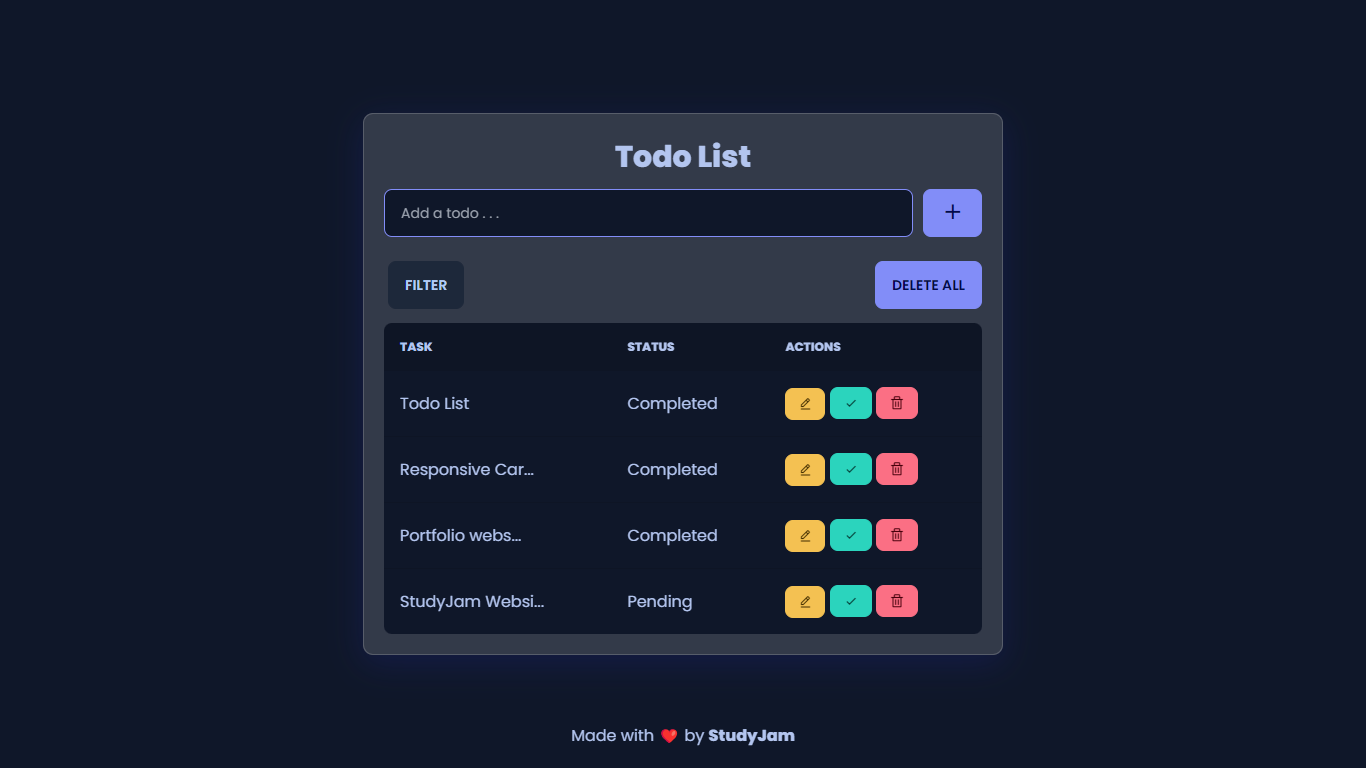 Todo List
Add a todo . . .
FILTER DELETE ALL
TASK STATUS ACTIONS
Todo List Completed
Responsive Car... Completed
Portfolio webs... Completed
StudyJam Websi... Pending
Made with ❤️ by StudyJam